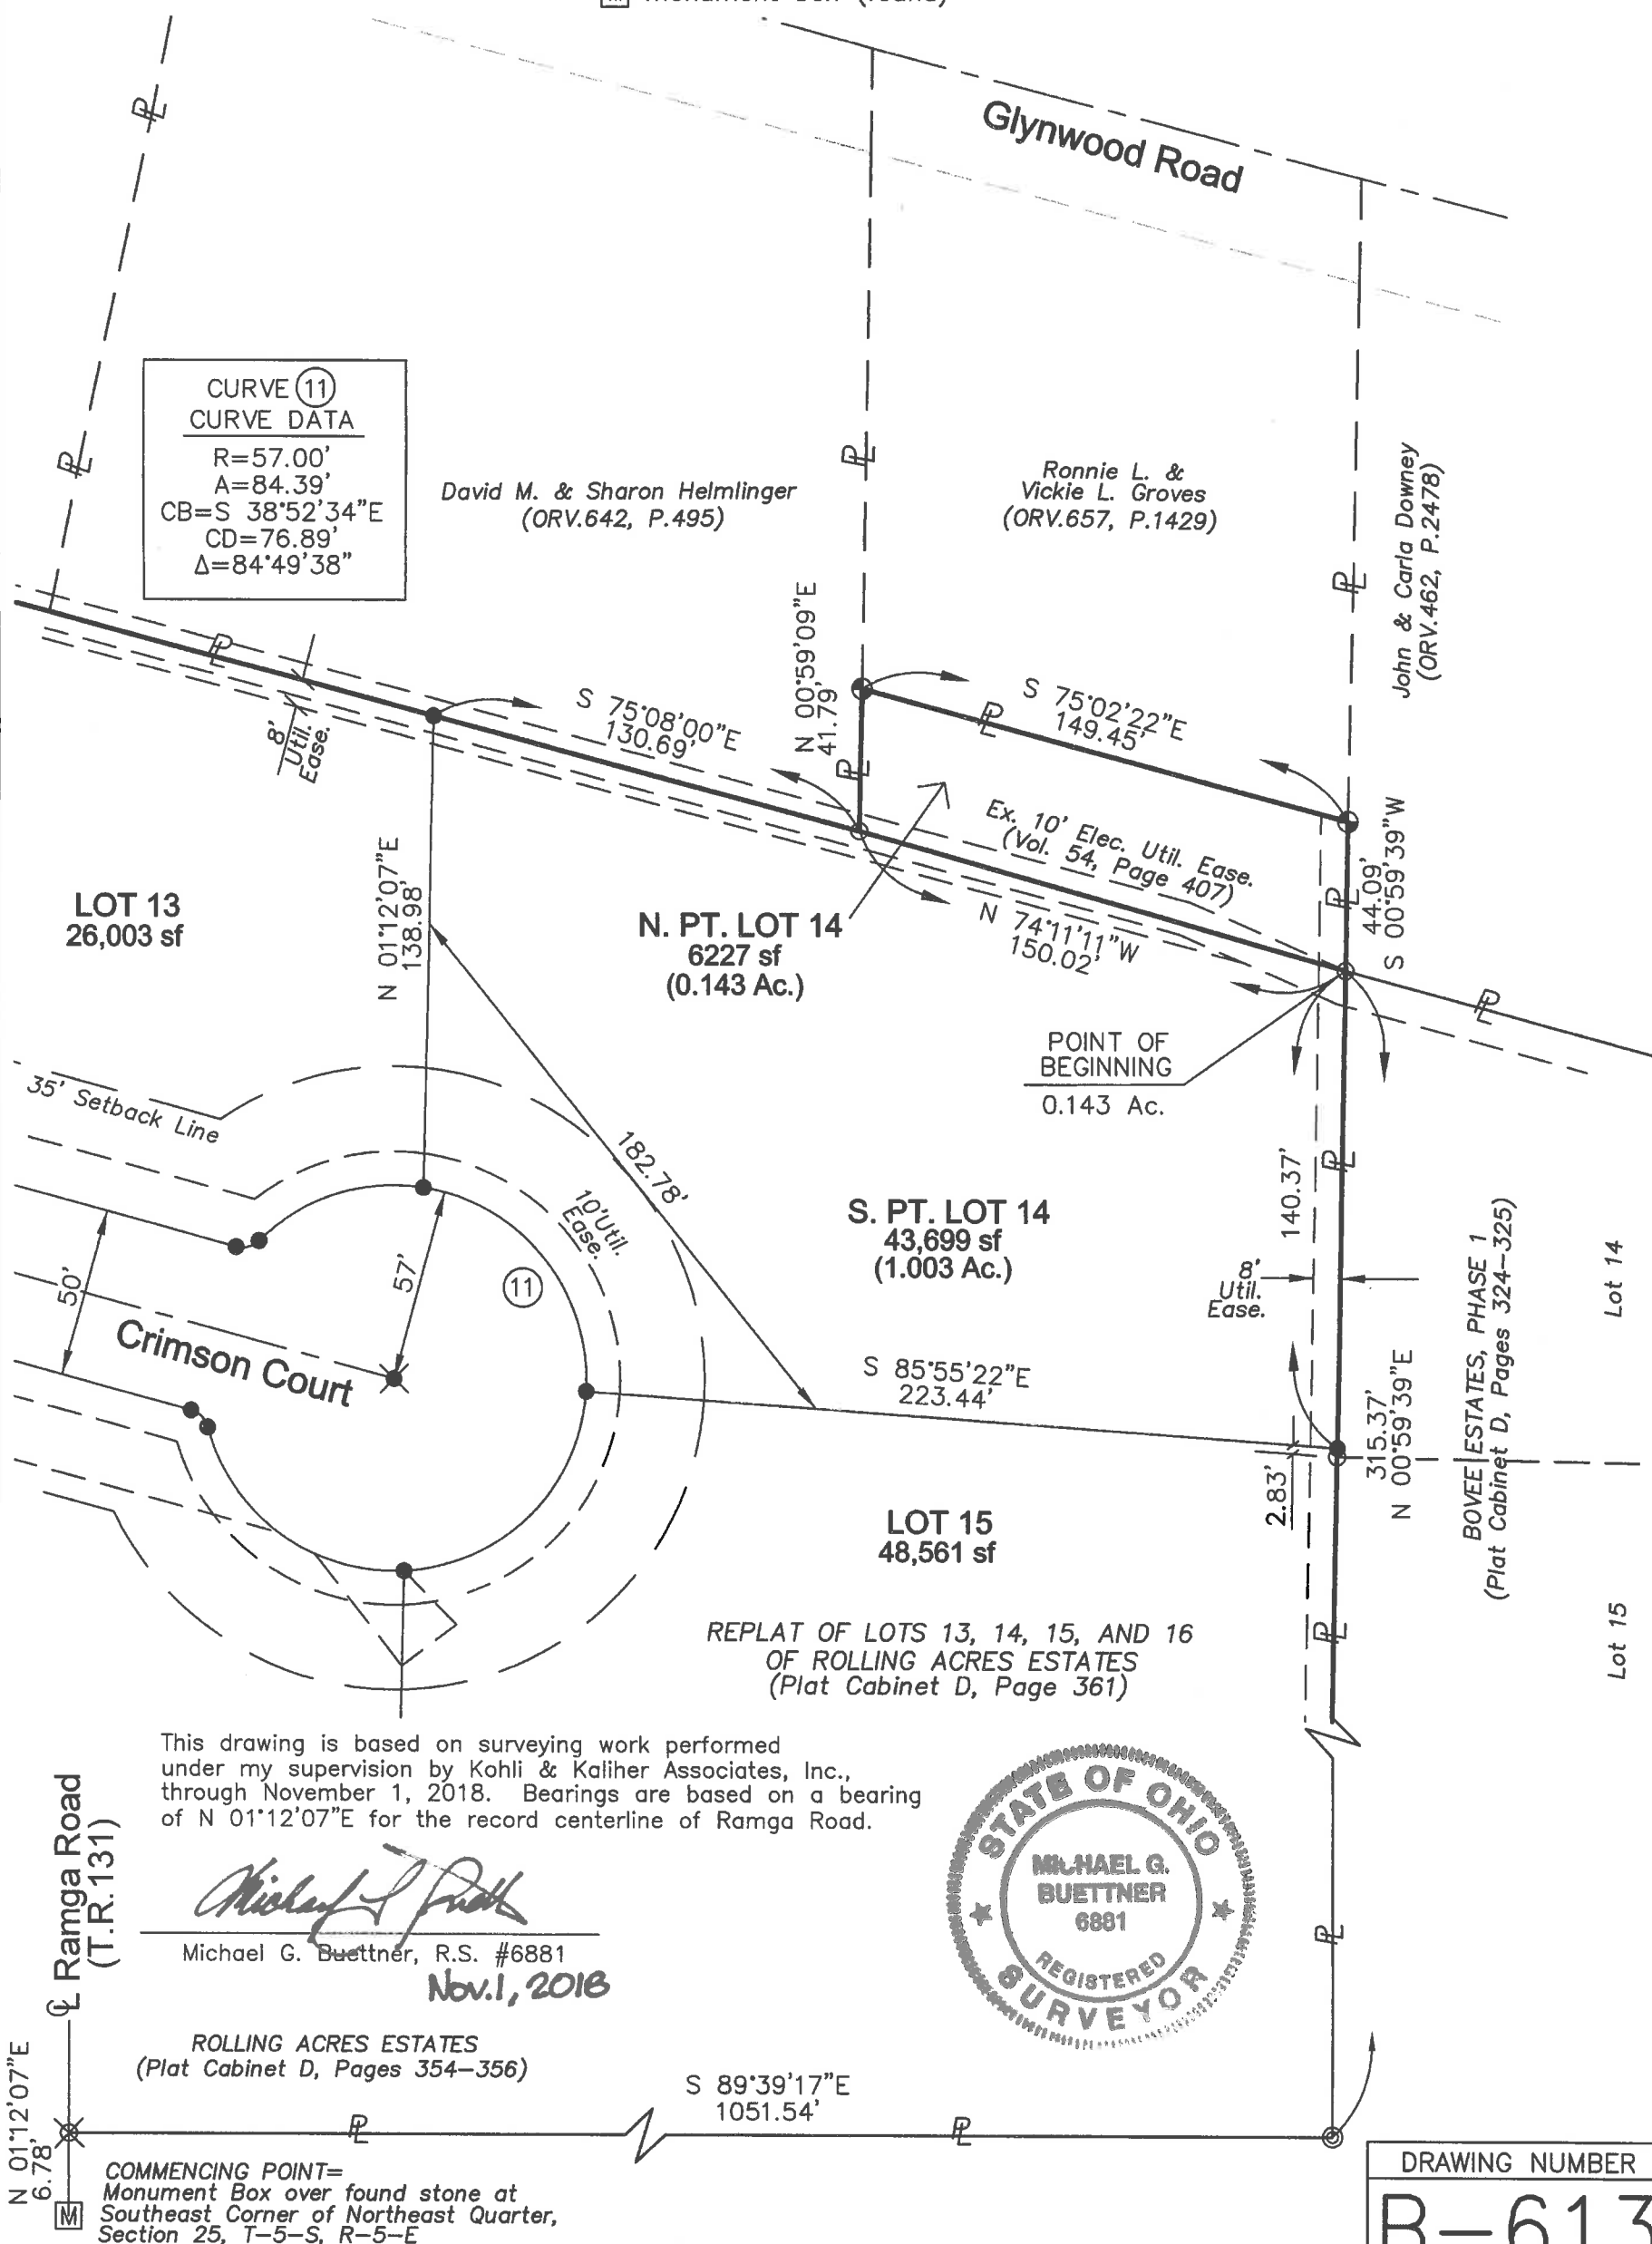 Glynwood Road
CURVE (11)
CURVE DATA
R=57.00'
A=84.39'
CB=S 38°52'34"E
CD=76.89'
Δ=84°49'38"
David M. & Sharon Helmlinger
(ORV.642, P.495)
Ronnie L. &
Vickie L. Groves
(ORV.657, P.1429)
John & Carla Downey
(ORV.462, P.2478)
8'
Util.
Ease.
S 75°08'00"E
130.69'
N 00°59'09"E
41.79'
S 75°02'22"E
149.45'
Ex. 10' Elec. Util. Ease.
(Vol. 54, Page 407)
44.09'
S 00°59'39"W
N 74°11'11"W
150.02'
LOT 13
26,003 sf
N 01°12'07"E
138.98'
N. PT. LOT 14
6227 sf
(0.143 Ac.)
POINT OF
BEGINNING
0.143 Ac.
35' Setback Line
182.78'
10' Util.
Ease.
50'
57'
11
Crimson Court
S. PT. LOT 14
43,699 sf
(1.003 Ac.)
140.37'
8'
Util.
Ease.
S 85°55'22"E
223.44'
2.83'
315.37'
N 00°59'39"E
BOVEE ESTATES, PHASE 1
(Plat Cabinet D, Pages 324-325)
Lot 14
Lot 15
LOT 15
48,561 sf
REPLAT OF LOTS 13, 14, 15, AND 16
OF ROLLING ACRES ESTATES
(Plat Cabinet D, Page 361)
This drawing is based on surveying work performed
under my supervision by Kohli & Kaliher Associates, Inc.,
through November 1, 2018. Bearings are based on a bearing
of N 01°12'07"E for the record centerline of Ramga Road.
Michael G. Buettner, R.S. #6881
Nov. 1, 2018
STATE OF OHIO
MICHAEL G.
BUETTNER
6881
REGISTERED
SURVEYOR
℄ Ramga Road
(T.R.131)
ROLLING ACRES ESTATES
(Plat Cabinet D, Pages 354-356)
S 89°39'17"E
1051.54'
N 01°12'07"E
6.78'
M
COMMENCING POINT=
Monument Box over found stone at
Southeast Corner of Northeast Quarter,
Section 25, T-5-S, R-5-E
DRAWING NUMBER
B-613